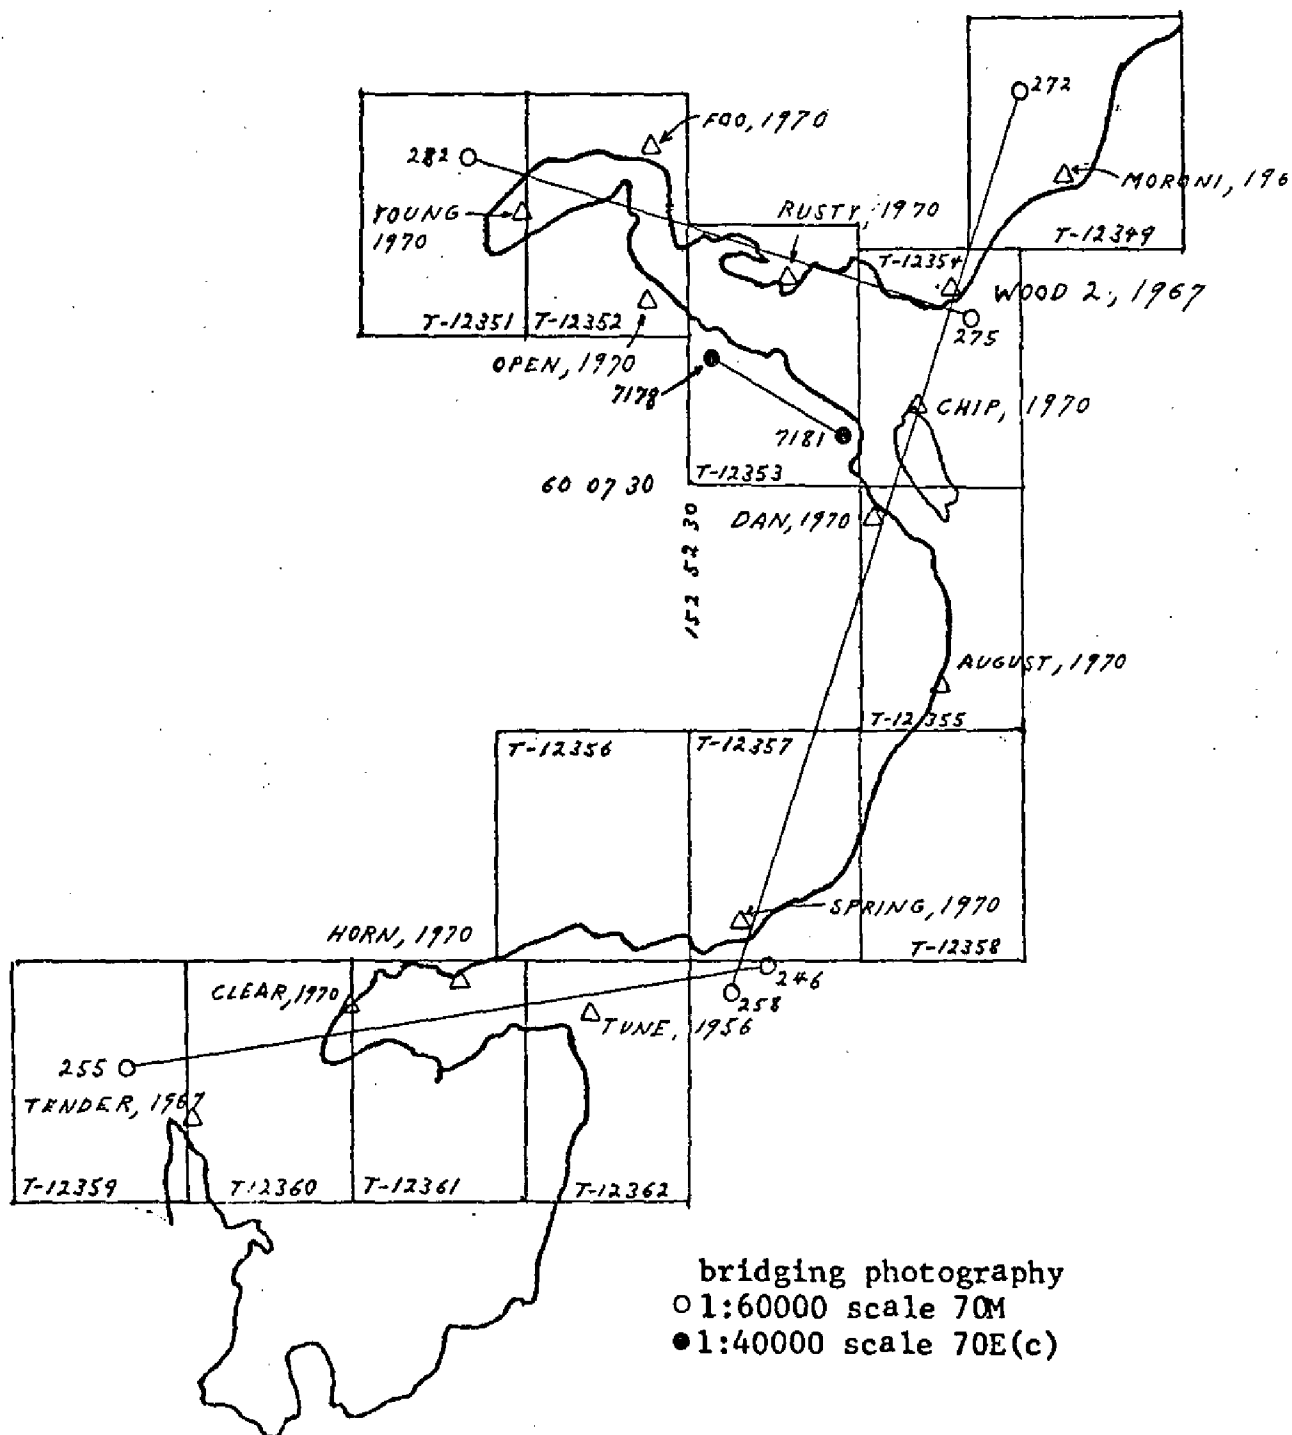 272
FOO, 1970
282
MORONI, 196
YOUNG
1970
RUSTY, 1970
T-12349
T-12354
WOOD 2., 1967
T-12351
T-12352
275
OPEN, 1970
7178
CHIP, 1970
7181
T-12353
60 07 30
152 52 30
DAN, 1970
AUGUST, 1970
T-12355
T-12356
T-12357
SPRING, 1970
HORN, 1970
T-12358
246
CLEAR, 1970
258
TUNE, 1956
255
TENDER, 1967
T-12359
T-12360
T-12361
T-12362
bridging photography
1:60000 scale 70M
1:40000 scale 70E(c)